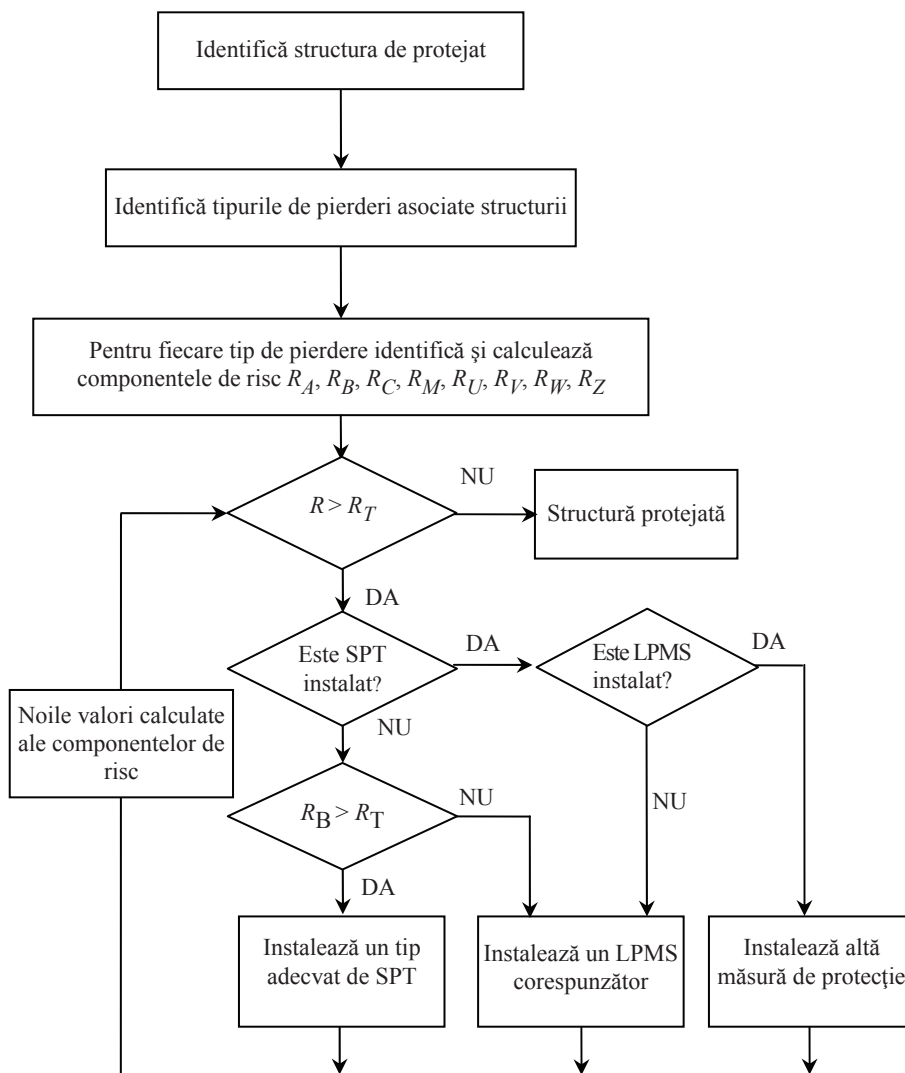 Identifică structura de protejat
Identifică tipurile de pierderi asociate structurii
Pentru fiecare tip de pierdere identifică şi calculează
componentele de risc R_A, R_B, R_C, R_M, R_U, R_V, R_W, R_Z
R > R_T
NU
Structură protejată
DA
Este SPT
instalat?
DA
Este LPMS
instalat?
DA
Noile valori calculate
ale componentelor de
risc
NU
NU
R_B > R_T
NU
DA
Instalează un tip
adecvat de SPT
Instalează un LPMS
corespunzător
Instalează altă
măsură de protecţie